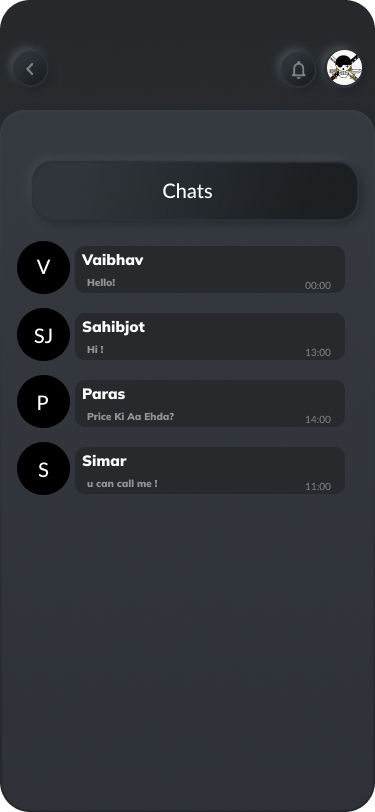 Chats
V
Vaibhav
Hello!
00:00
SJ
Sahibjot
Hi !
13:00
P
Paras
Price Ki Aa Ehda?
14:00
S
Simar
u can call me !
11:00